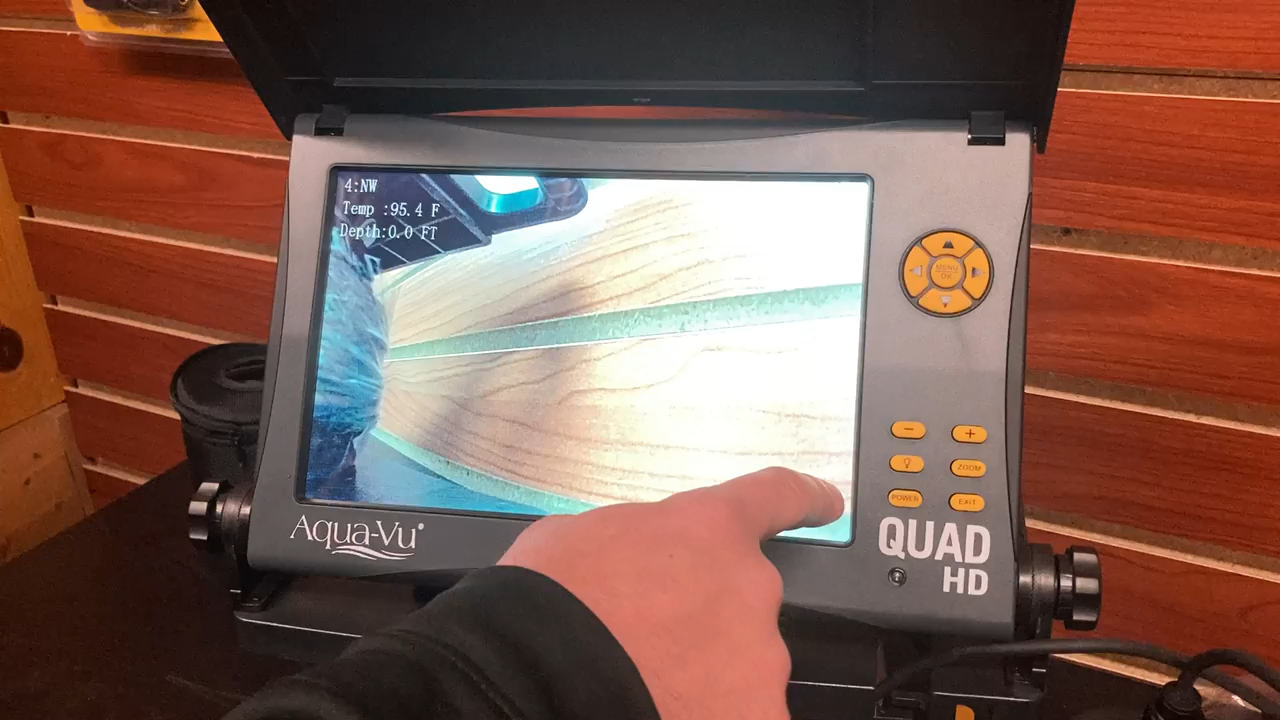 4:NW
Temp :95.4 F
Depth:0.0 FT
MENU
OK
- +
ZOOM
POWER EXIT
Aqua-Vu
QUAD
HD